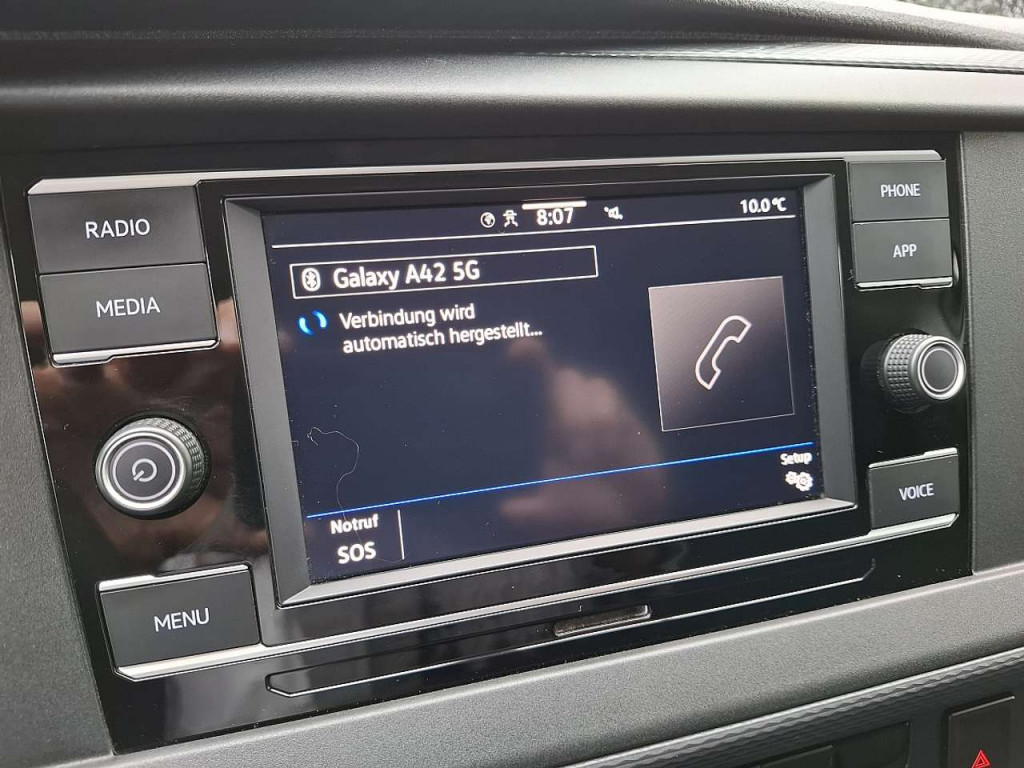 RADIO
MEDIA
MENU
8:07
10.0°C
Galaxy A42 5G
Verbindung wird
automatisch hergestellt...
Setup
Notruf
SOS
PHONE
APP
VOICE